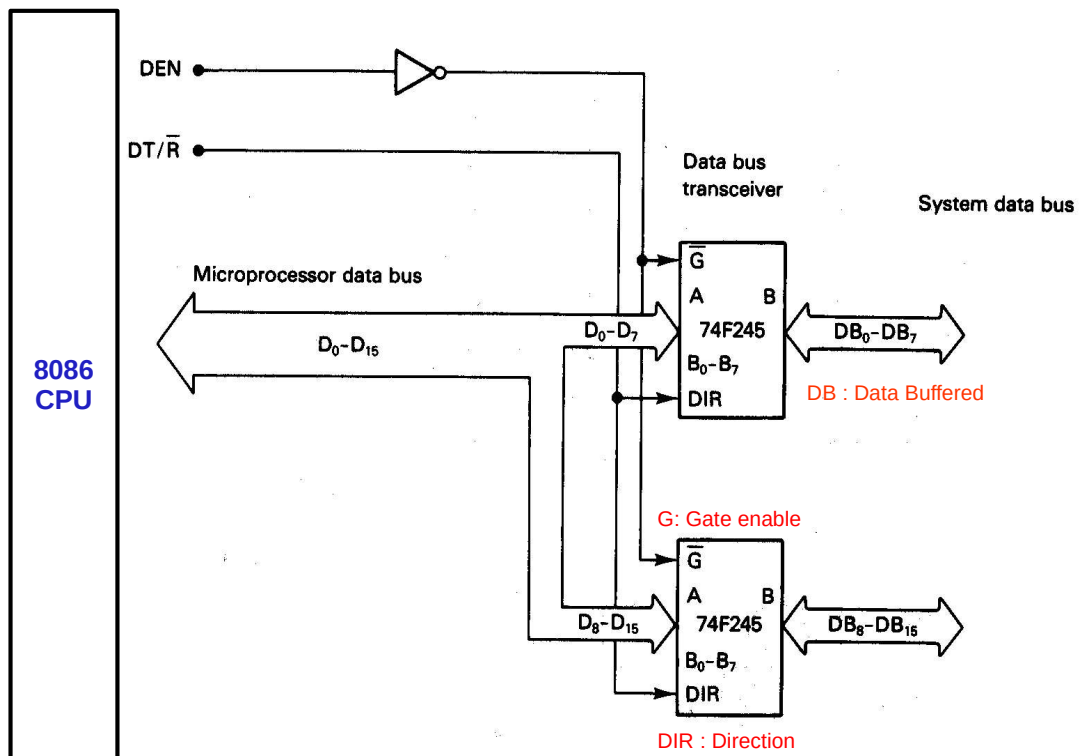 DEN
DT/R̅
Data bus
transceiver
System data bus
G̅
Microprocessor data bus
A B
D₀–D₇
74F245
DB₀–DB₇
D₀–D₁₅
8086
CPU
B₀–B₇
DB : Data Buffered
DIR
G: Gate enable
G̅
A B
D₈–D₁₅
74F245
DB₈–DB₁₅
B₀–B₇
DIR
DIR : Direction